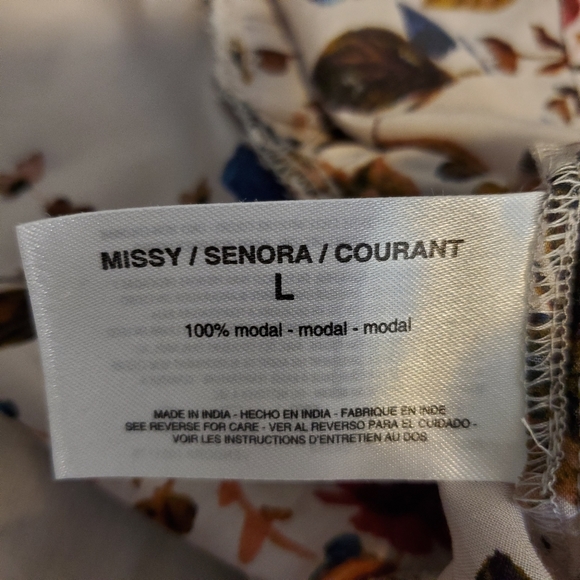 MISSY / SENORA / COURANT
L
100% modal - modal - modal
MADE IN INDIA - HECHO EN INDIA - FABRIQUE EN INDE
SEE REVERSE FOR CARE - VER AL REVERSO PARA EL CUIDADO -
VOIR LES INSTRUCTIONS D'ENTRETIEN AU DOS